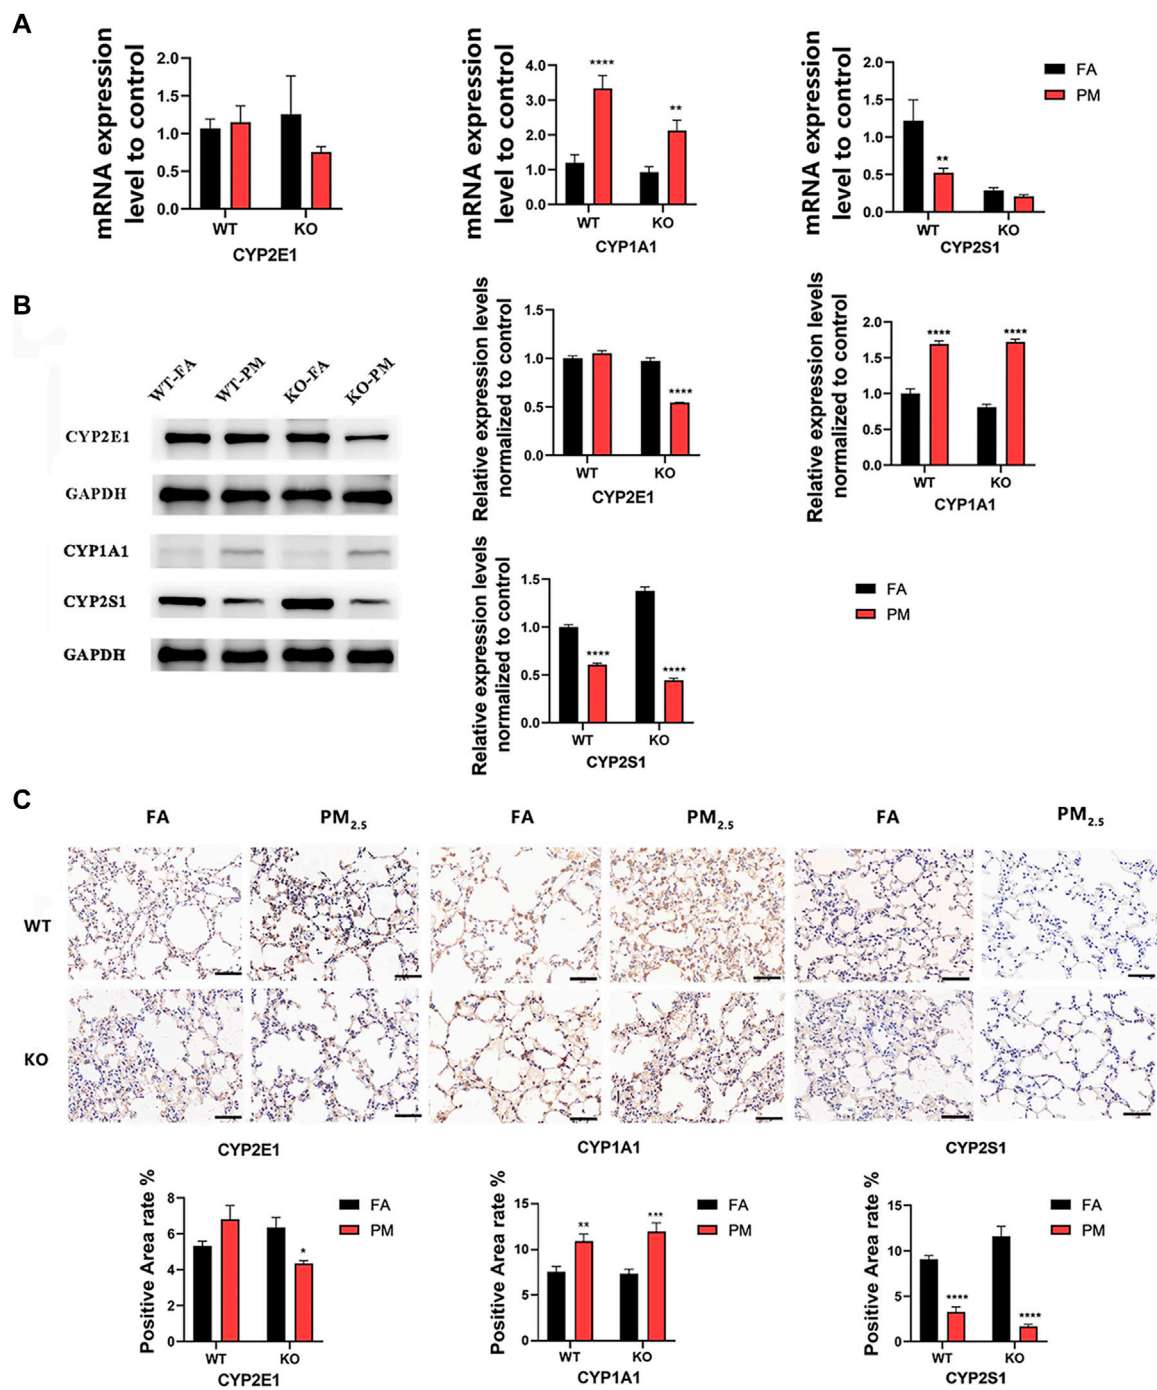 A
mRNA expression
level to control
2.0
1.5
1.0
0.5
0.0
WT
KO
CYP2E1
mRNA expression
level to control
4.0
3.0
2.0
1.0
0.0
****
**
WT
KO
CYP1A1
mRNA expression
level to control
2.0
1.5
1.0
0.5
0.0
**
WT
KO
CYP2S1
FA
PM
B
WT-FA
WT-PM
KO-FA
KO-PM
CYP2E1
GAPDH
CYP1A1
CYP2S1
GAPDH
Relative expression levels
normalized to control
1.5
1.0
0.5
0.0
****
WT
KO
CYP2E1
Relative expression levels
normalized to control
2.0
1.5
1.0
0.5
0.0
****
****
WT
KO
CYP1A1
Relative expression levels
normalized to control
1.5
1.0
0.5
0.0
****
****
WT
KO
CYP2S1
FA
PM
C
FA
PM2.5
FA
PM2.5
FA
PM2.5
WT
KO
CYP2E1
CYP1A1
CYP2S1
Positive Area rate %
8
6
4
2
0
*
WT
KO
CYP2E1
FA
PM
Positive Area rate %
15
10
5
0
**
***
WT
KO
CYP1A1
FA
PM
Positive Area rate %
15
10
5
0
****
****
WT
KO
CYP2S1
FA
PM